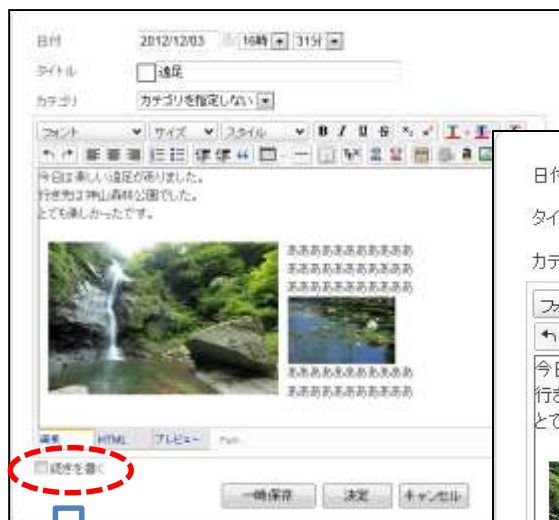 日付 2012/12/03 16時 31分
タイトル 遠足
カテゴリ カテゴリを指定しない
フォント サイズ スタイル B I U
今日は楽しい遠足がありました。
行き先は神山森林公園でした。
とても楽しかったです。
あああああああああああ
あああああああああああ
あああああああああああ
あああああああああああ
あああああああああああ
編集 HTML プレビュー
続きを書く
一時保存 決定 キャンセル
日付
タイ
カテ
フォ
今日
行き
とて